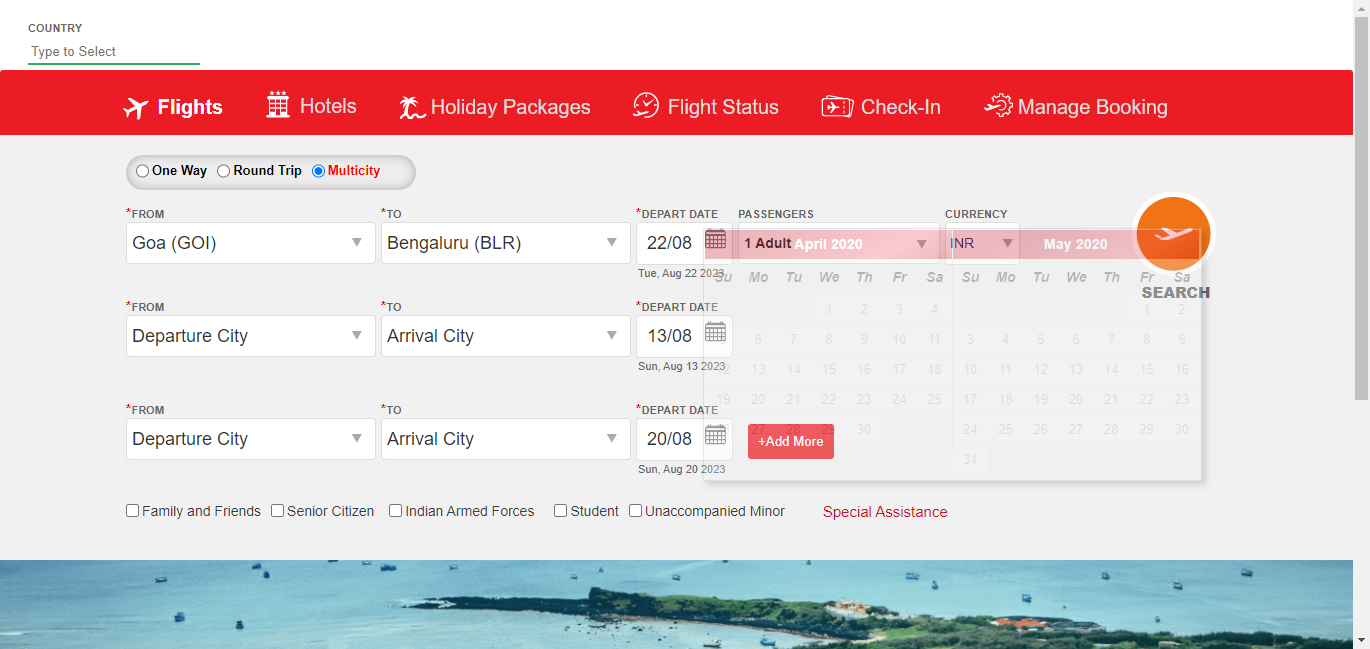 COUNTRY
Type to Select
Flights Hotels Holiday Packages Flight Status Check-In Manage Booking
One Way Round Trip Multicity
*FROM *TO *DEPART DATE PASSENGERS CURRENCY
Goa (GOI) Bengaluru (BLR) 22/08 1 Adult April 2020 INR May 2020
Tue, Aug 22 2023
Su Mo Tu We Th Fr Sa Su Mo Tu We Th Fr Sa
SEARCH
*FROM *TO *DEPART DATE
1 2 3 4 1 2
Departure City Arrival City 13/08
6 7 8 9 10 11 3 4 5 6 7 8 9
Sun, Aug 13 2023
12 13 14 15 16 17 18 10 11 12 13 14 15 16
19 20 21 22 23 24 25 17 18 19 20 21 22 23
*FROM *TO *DEPART DATE
Departure City Arrival City 20/08
27 28 29 30 24 25 26 27 28 29 30
+Add More
31
Sun, Aug 20 2023
Family and Friends Senior Citizen Indian Armed Forces Student Unaccompanied Minor Special Assistance